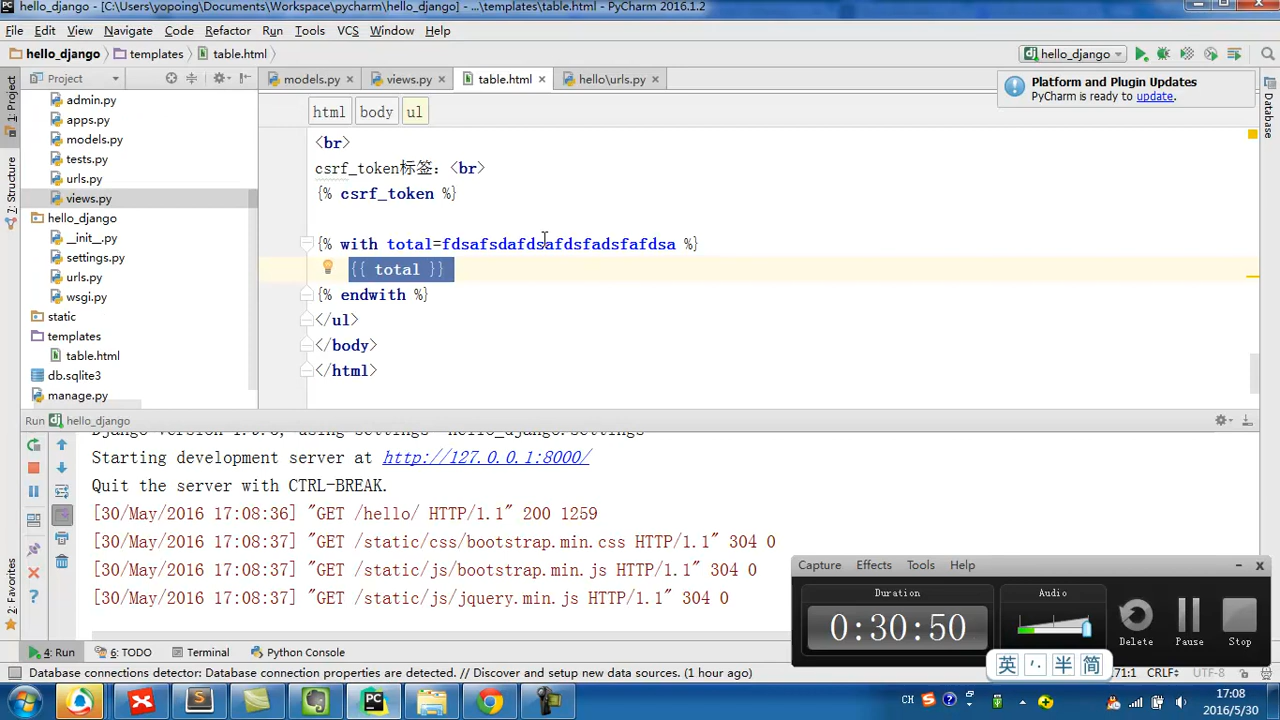 hello_django - [C:\Users\yopoing\Documents\Workspace\pycharm\hello_django] - ...\templates\table.html - PyCharm 2016.1.2
File Edit View Navigate Code Refactor Run Tools VCS Window Help
hello_django templates table.html hello_django
1: Project
7: Structure
2: Favorites
Database
Project
models.py views.py table.html hello\urls.py
Platform and Plugin Updates
PyCharm is ready to update.
admin.py
apps.py
models.py
tests.py
urls.py
views.py
hello_django
__init__.py
settings.py
urls.py
wsgi.py
static
templates
table.html
db.sqlite3
manage.py
html body ul
<br>
csrf_token标签：<br>
{% csrf_token %}
{% with total=fdsafsdafdsafdsfadsfafdsa %}
{{ total }}
{% endwith %}
</ul>
</body>
</html>
Run hello_django
Starting development server at http://127.0.0.1:8000/
Quit the server with CTRL-BREAK.
[30/May/2016 17:08:36] "GET /hello/ HTTP/1.1" 200 1259
[30/May/2016 17:08:37] "GET /static/css/bootstrap.min.css HTTP/1.1" 304 0
[30/May/2016 17:08:37] "GET /static/js/bootstrap.min.js HTTP/1.1" 304 0
[30/May/2016 17:08:37] "GET /static/js/jquery.min.js HTTP/1.1" 304 0
Capture Effects Tools Help
Duration
0:30:50
Audio
Delete Pause Stop
英 半 简
4: Run 6: TODO Terminal Python Console
Database connections detector: Database connection properties are detected. // Discover and setup new data sources. (1 hour ago)
271:1 CRLF UTF-8
CH
17:08
2016/5/30